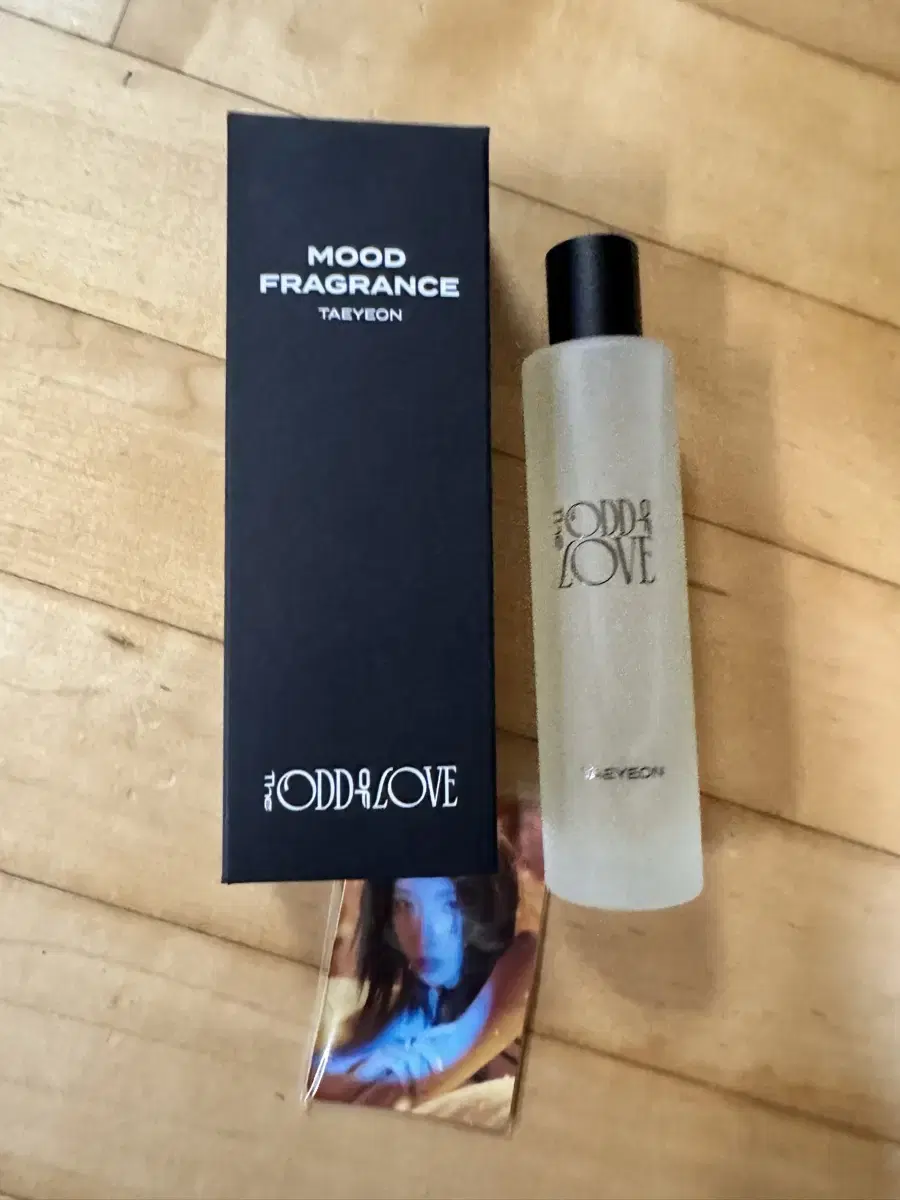 MOOD
FRAGRANCE
TAEYEON
The ODD of LOVE
The ODD of
LOVE
TAEYEON